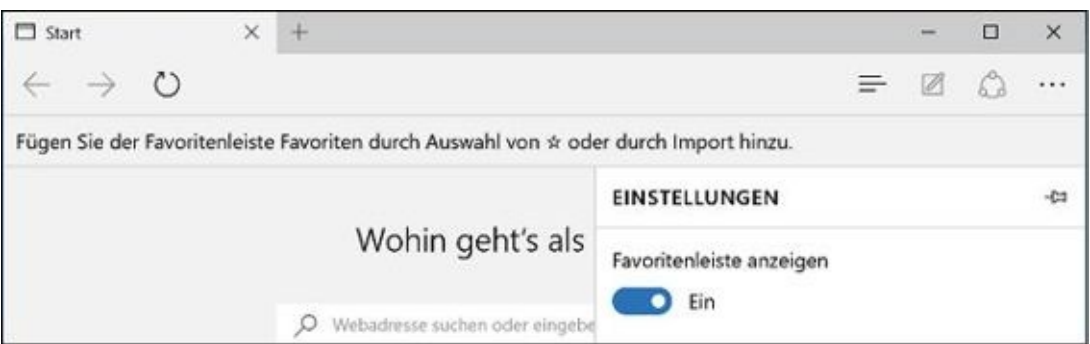 Start
Fügen Sie der Favoritenleiste Favoriten durch Auswahl von ☆ oder durch Import hinzu.
EINSTELLUNGEN
Wohin geht's als
Favoritenleiste anzeigen
Ein
Webadresse suchen oder eingebe